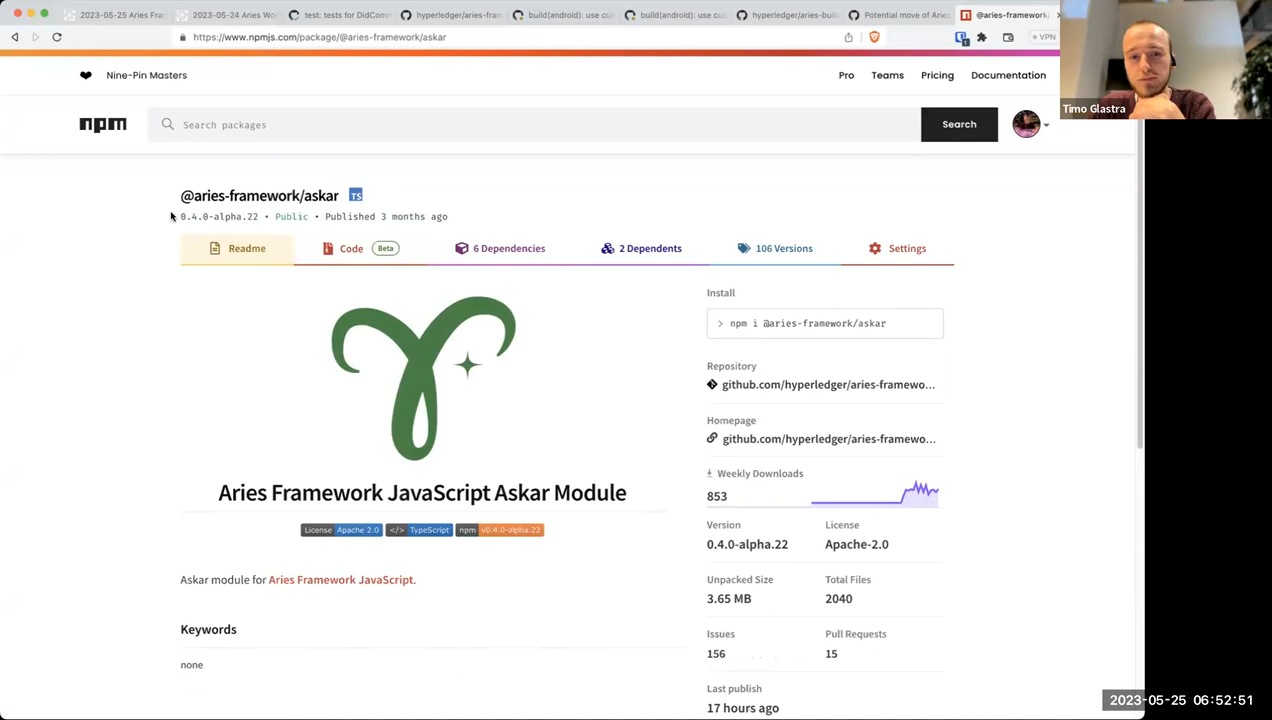 2023-05-25 Aries Fran
2023-05-24 Aries Wo
test: tests for DidComm
hyperledger/aries-fram
build(android): use cus
build(android): use cus
hyperledger/aries-buil
Potential move of Aries
@aries-framework/
https://www.npmjs.com/package/@aries-framework/askar
VPN
Timo Glastra
Nine-Pin Masters
Pro
Teams
Pricing
Documentation
npm
Search packages
Search
@aries-framework/askar TS
0.4.0-alpha.22 • Public • Published 3 months ago
Readme
Code Beta
6 Dependencies
2 Dependents
106 Versions
Settings
Aries Framework JavaScript Askar Module
License Apache 2.0
</> TypeScript
npm v0.4.0-alpha.22
Askar module for Aries Framework JavaScript.
Keywords
none
Install
> npm i @aries-framework/askar
Repository
github.com/hyperledger/aries-framewo...
Homepage
github.com/hyperledger/aries-framewo...
Weekly Downloads
853
Version
License
0.4.0-alpha.22
Apache-2.0
Unpacked Size
Total Files
3.65 MB
2040
Issues
Pull Requests
156
15
Last publish
17 hours ago
2023-05-25 06:52:51